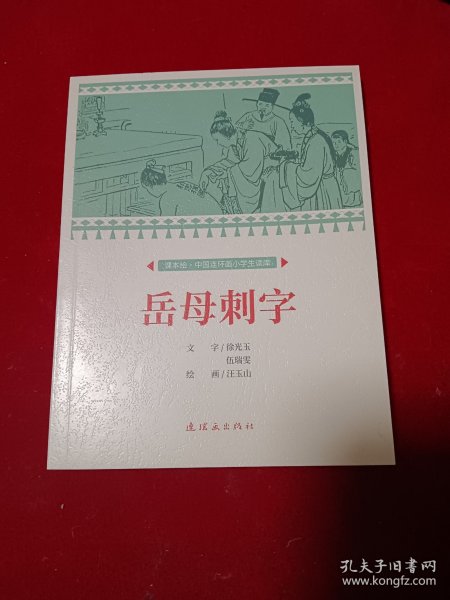 课本绘·中国连环画小学生读库
岳母刺字
文 字/徐光玉
伍瑞雯
绘 画/汪玉山
连环画出版社
孔夫子旧书网
www.kongfz.com